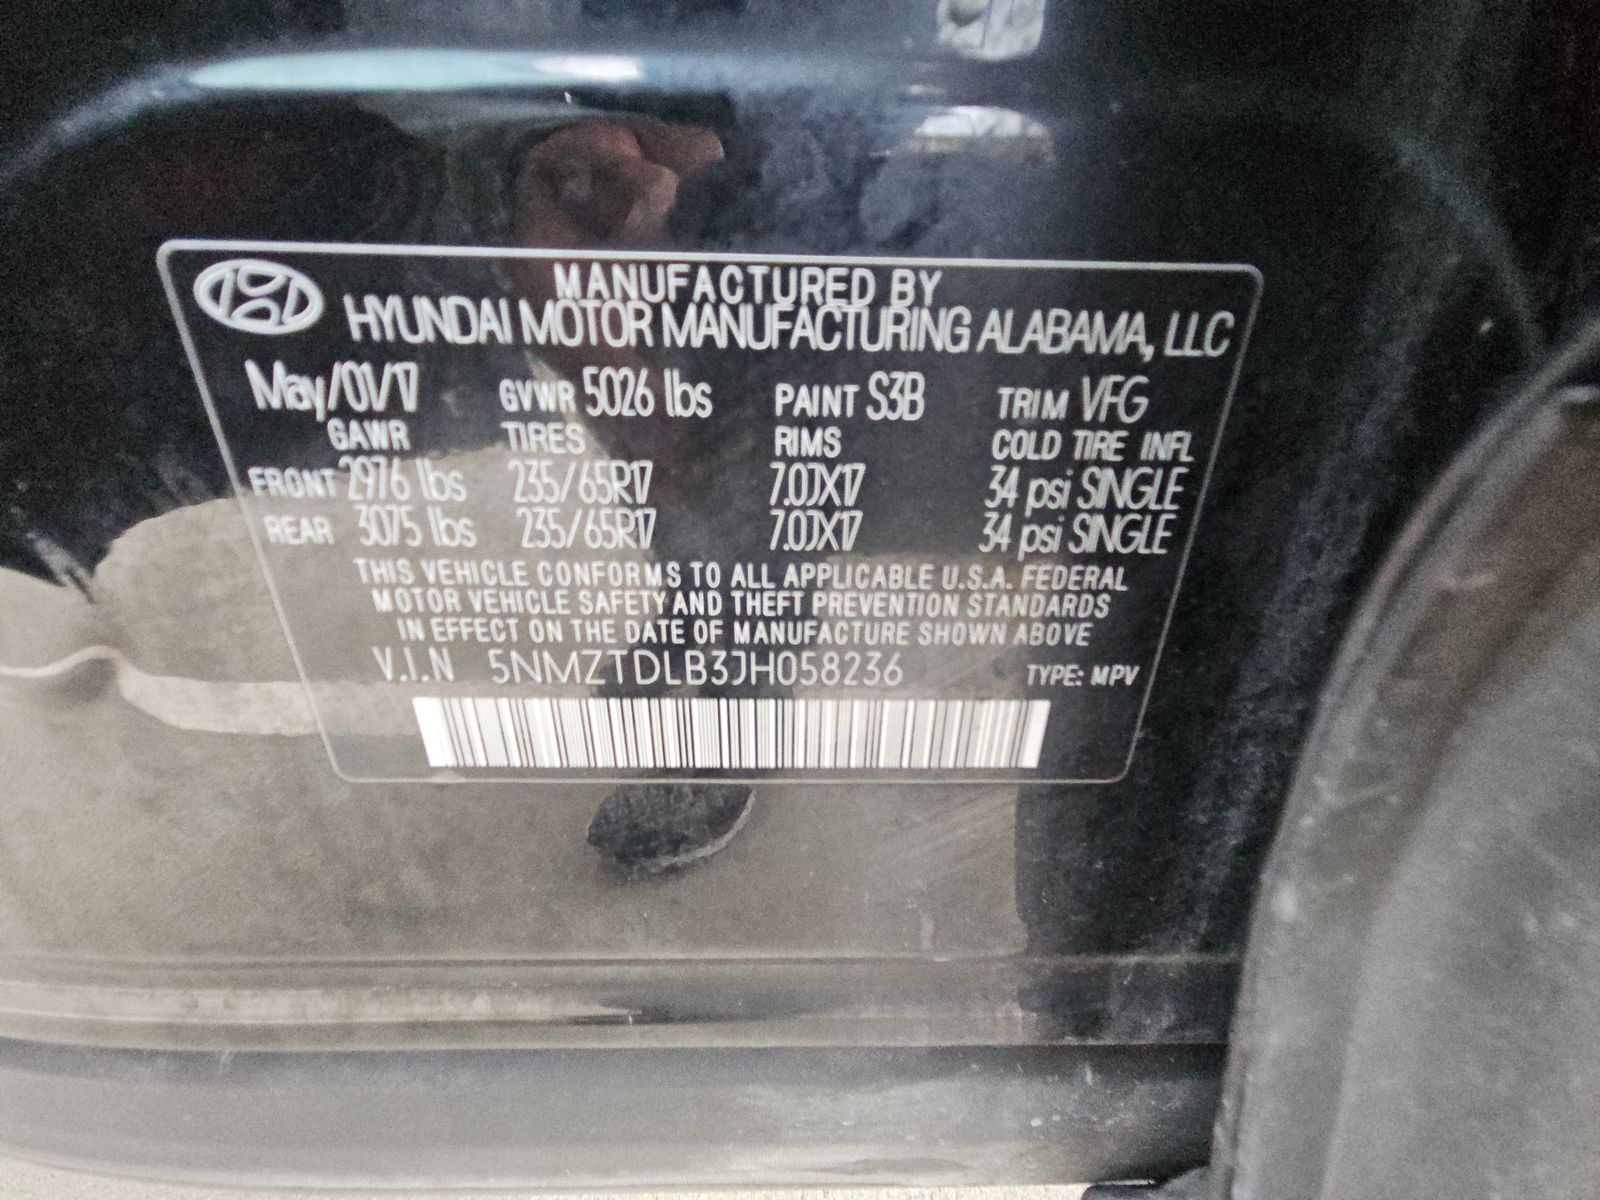 MANUFACTURED BY
HYUNDAI MOTOR MANUFACTURING ALABAMA, LLC
May/01/17 GVWR 5026 lbs PAINT S3B TRIM VFG
GAWR TIRES RIMS COLD TIRE INFL
FRONT 2976 lbs 235/65R17 7.0JX17 34 psi SINGLE
REAR 3075 lbs 235/65R17 7.0JX17 34 psi SINGLE
THIS VEHICLE CONFORMS TO ALL APPLICABLE U.S.A. FEDERAL
MOTOR VEHICLE SAFETY AND THEFT PREVENTION STANDARDS
IN EFFECT ON THE DATE OF MANUFACTURE SHOWN ABOVE
V.I.N 5NMZTDLB3JH058236 TYPE: MPV